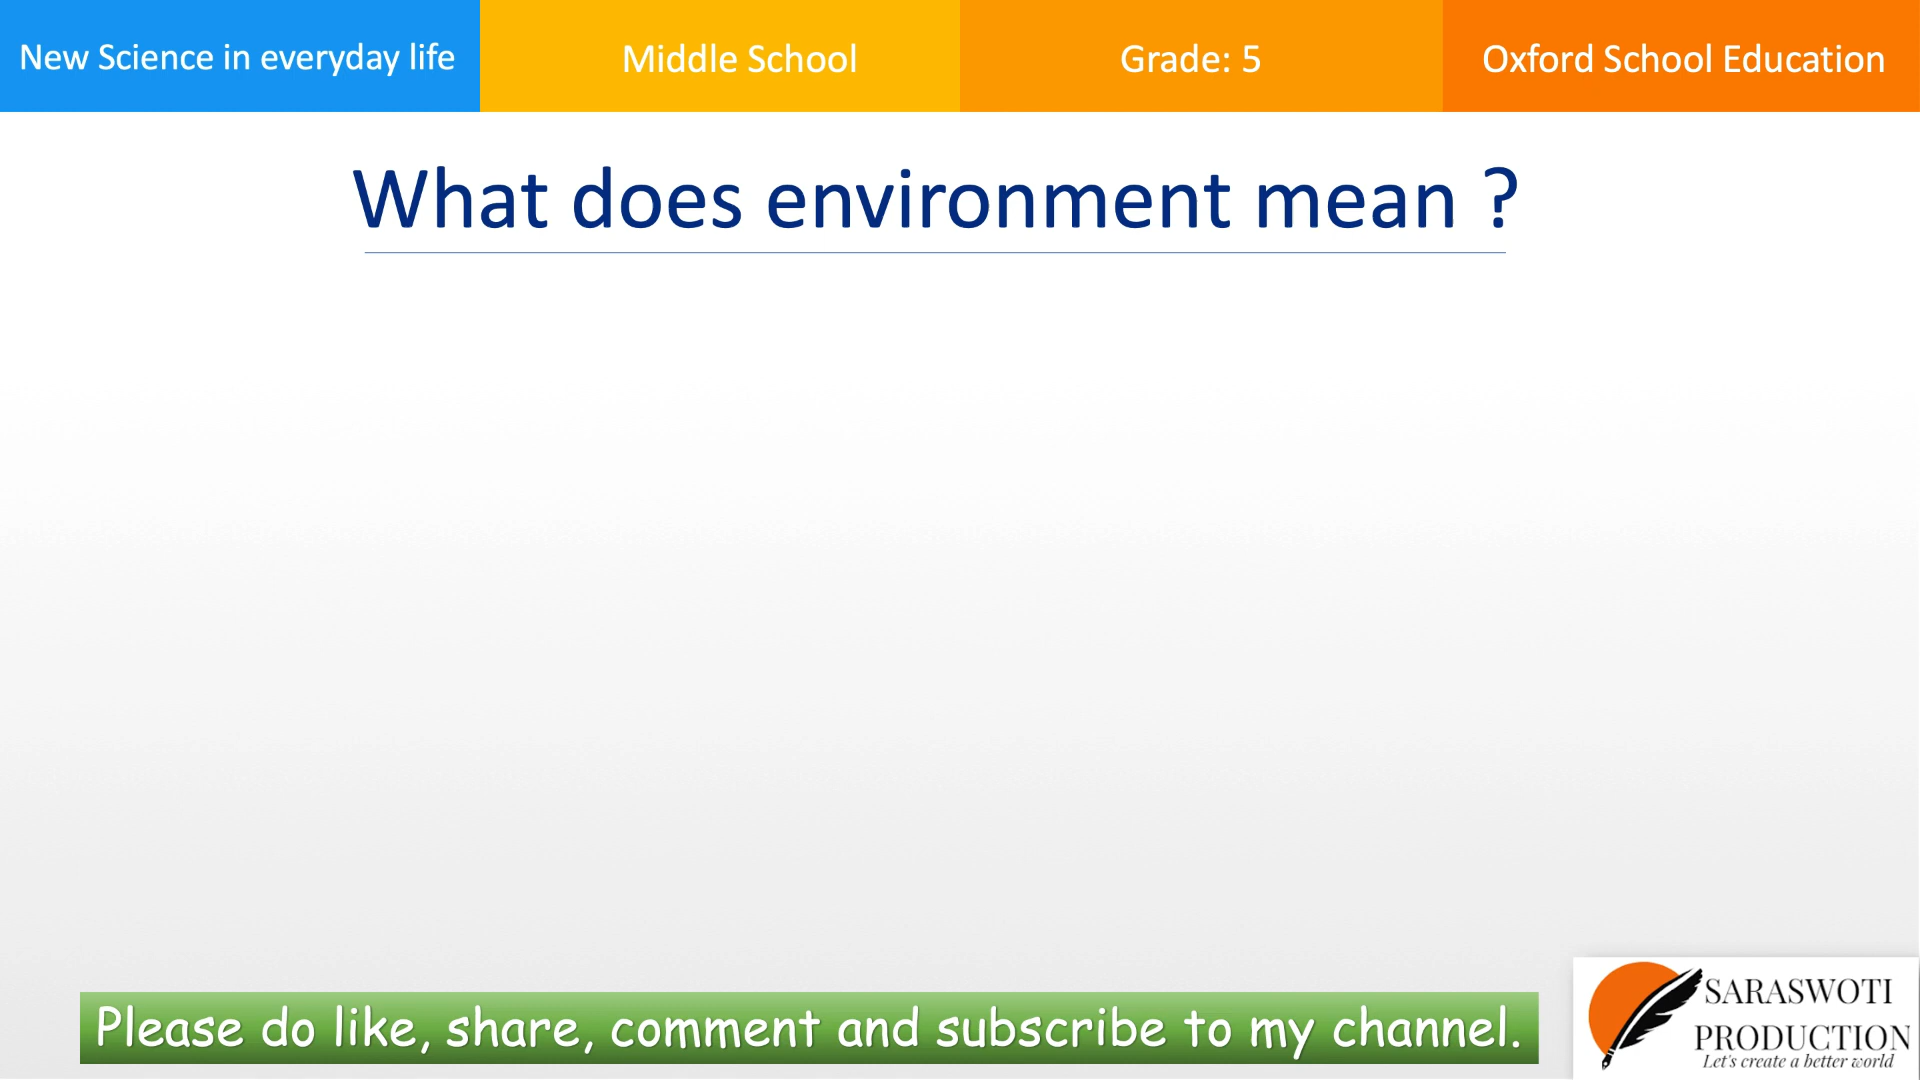 New Science in everyday life
Middle School
Grade: 5
Oxford School Education
What does environment mean ?
Please do like, share, comment and subscribe to my channel.
SARASWOTI
PRODUCTION
Let's create a better world